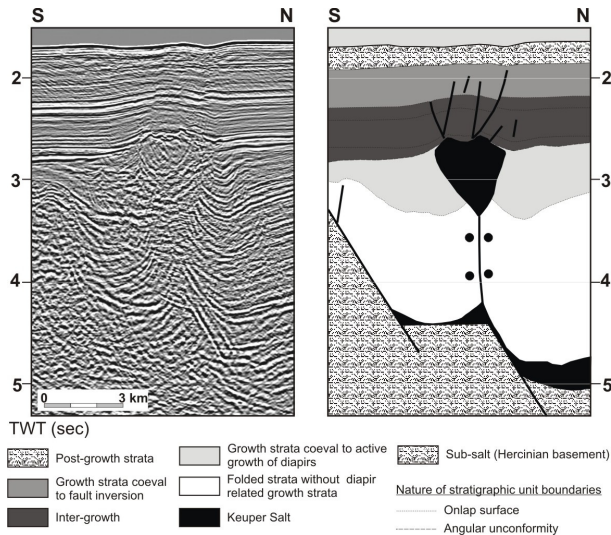 S N S N
2 2
3 3
4 4
5 5
0 3 km
TWT (sec)
Post-growth strata
Growth strata coeval
to fault inversion
Inter-growth
Growth strata coeval to active
growth of diapirs
Folded strata without diapir
related growth strata
Keuper Salt
Sub-salt (Hercinian basement)
Nature of stratigraphic unit boundaries
Onlap surface
Angular unconformity